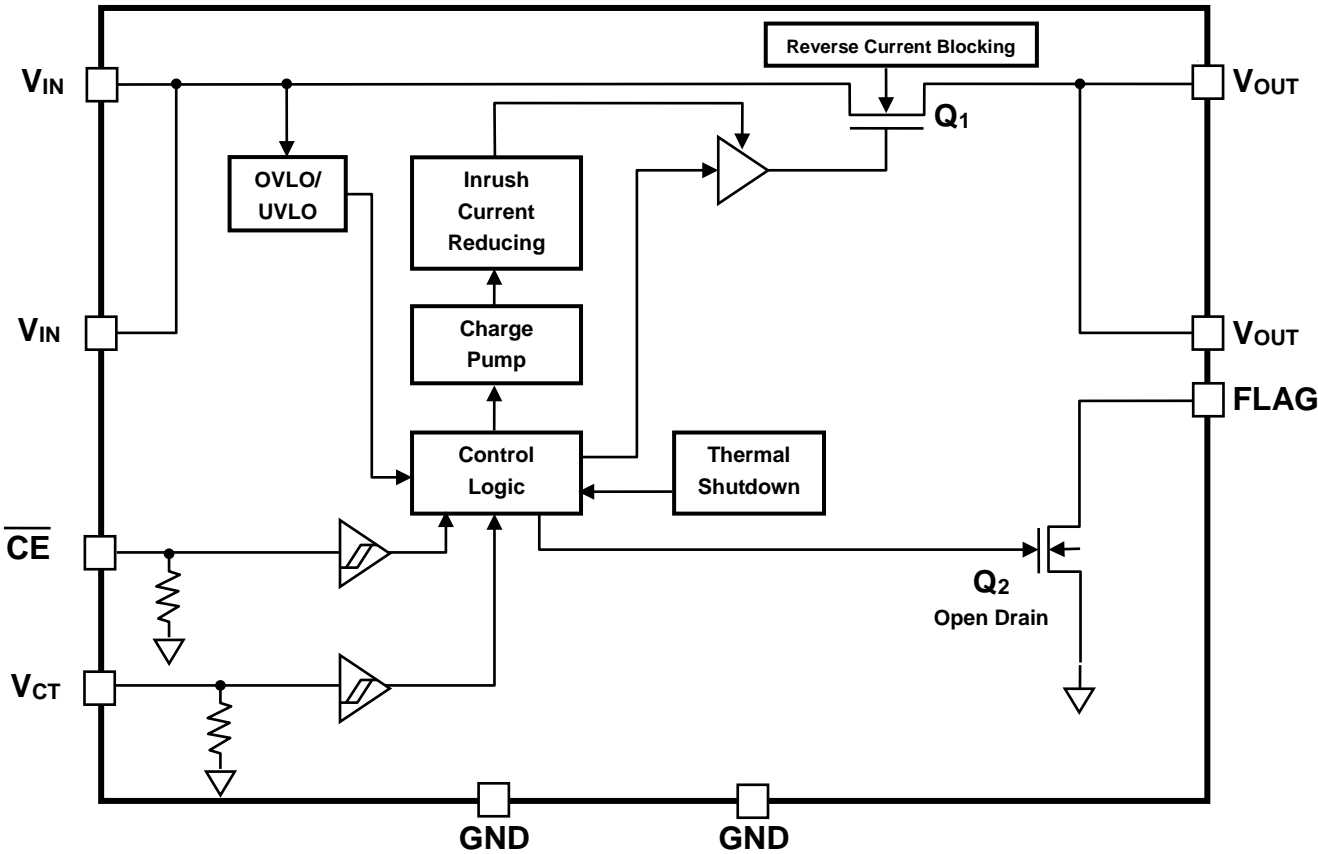 Reverse Current Blocking
VIN
VOUT
Q1
OVLO/
UVLO
Inrush
Current
Reducing
VIN
Charge
Pump
VOUT
FLAG
Control
Logic
Thermal
Shutdown
CE
Q2
Open Drain
VCT
GND
GND